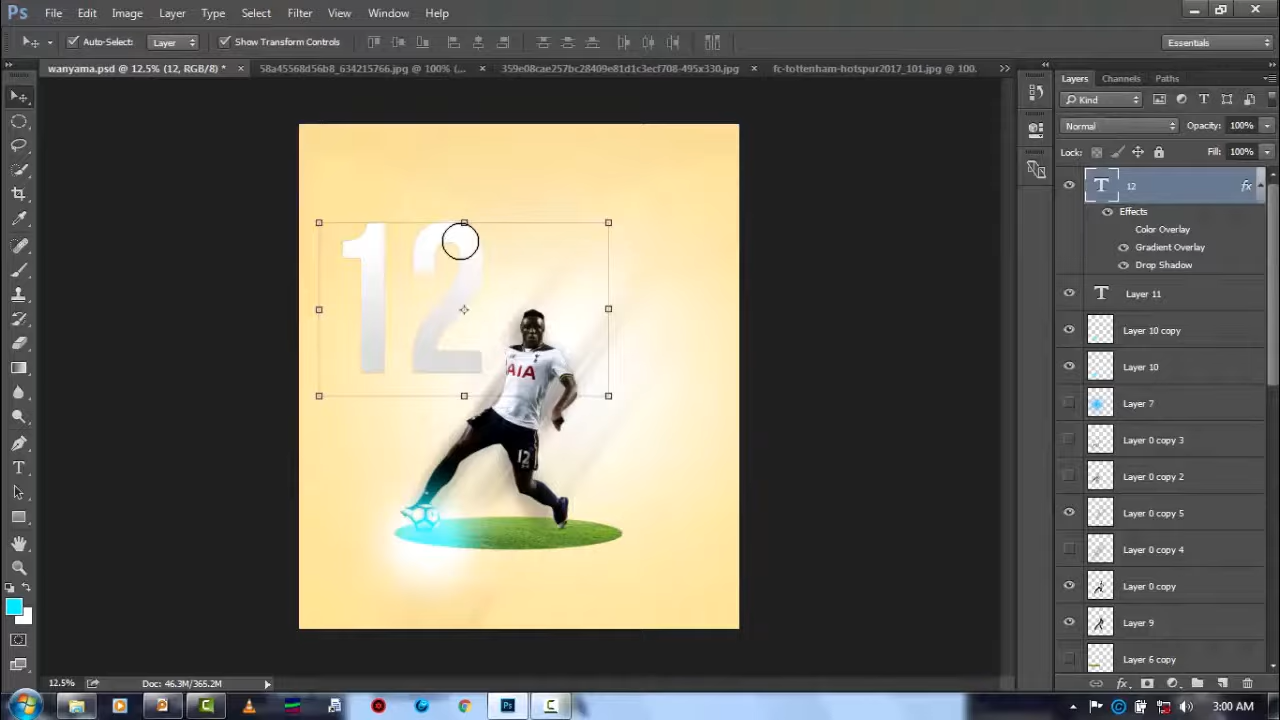 Ps File Edit Image Layer Type Select Filter 3D View Window Help
Auto-Select: Layer Show Transform Controls Essentials
wanyama.psd @ 12.5% (12, RGB/8) * × 58a45568d56b8_634215766.jpg @ 100% (... × 359e08cae257bc28409e81d1c3ecf708-495x330.jpg × fc-tottenham-hotspur2017_101.jpg @ 100.
Layers Channels Paths
Kind
Normal Opacity: 100%
Lock: Fill: 100%
T 12 fx
Effects
Color Overlay
Gradient Overlay
Drop Shadow
T Layer 11
Layer 10 copy
Layer 10
Layer 7
Layer 0 copy 3
Layer 0 copy 2
Layer 0 copy 5
Layer 0 copy 4
Layer 0 copy
Layer 9
Layer 6 copy
12
AIA
12
12.5% Doc: 46.3M/365.2M
3:00 AM